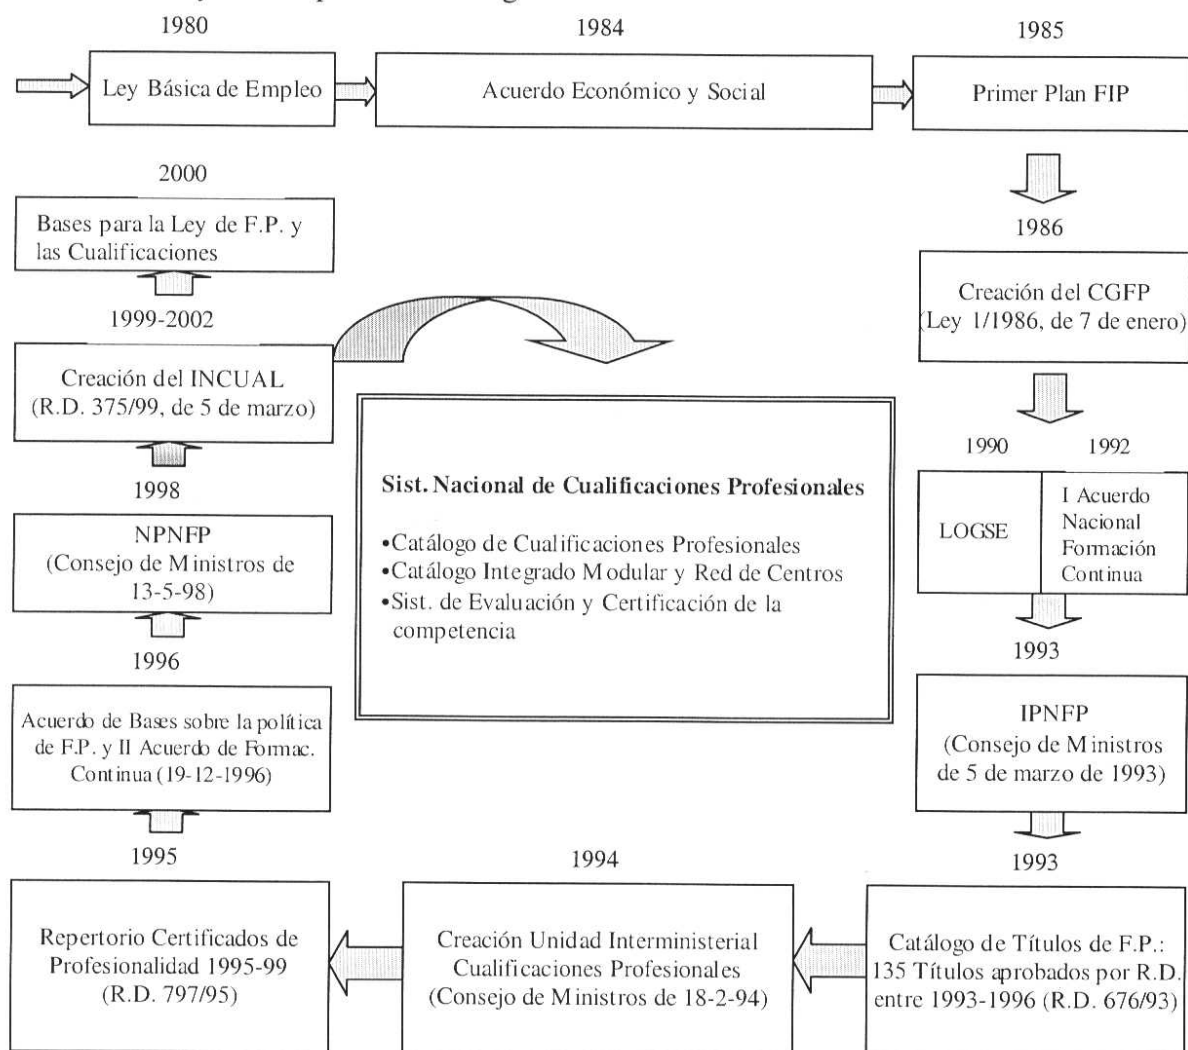 1980
Ley Básica de Empleo
1984
Acuerdo Económico y Social
1985
Primer Plan FIP
1986
Creación del CGFP
(Ley 1/1986, de 7 de enero)
1990
LOGSE
1992
I Acuerdo
Nacional
Formación
Continua
1993
IPNFP
(Consejo de Ministros
de 5 de marzo de 1993)
1993
Catálogo de Títulos de F.P.:
135 Títulos aprobados por R.D.
entre 1993-1996 (R.D. 676/93)
1994
Creación Unidad Interministerial
Cualificaciones Profesionales
(Consejo de Ministros de 18-2-94)
1995
Repertorio Certificados de
Profesionalidad 1995-99
(R.D. 797/95)
1996
Acuerdo de Bases sobre la política
de F.P. y II Acuerdo de Formac.
Continua (19-12-1996)
1998
NPNFP
(Consejo de Ministros de
13-5-98)
1999-2002
Creación del INCUAL
(R.D. 375/99, de 5 de marzo)
2000
Bases para la Ley de F.P. y
las Cualificaciones
Sist. Nacional de Cualificaciones Profesionales
•Catálogo de Cualificaciones Profesionales
•Catálogo Integrado Modular y Red de Centros
•Sist. de Evaluación y Certificación de la
competencia